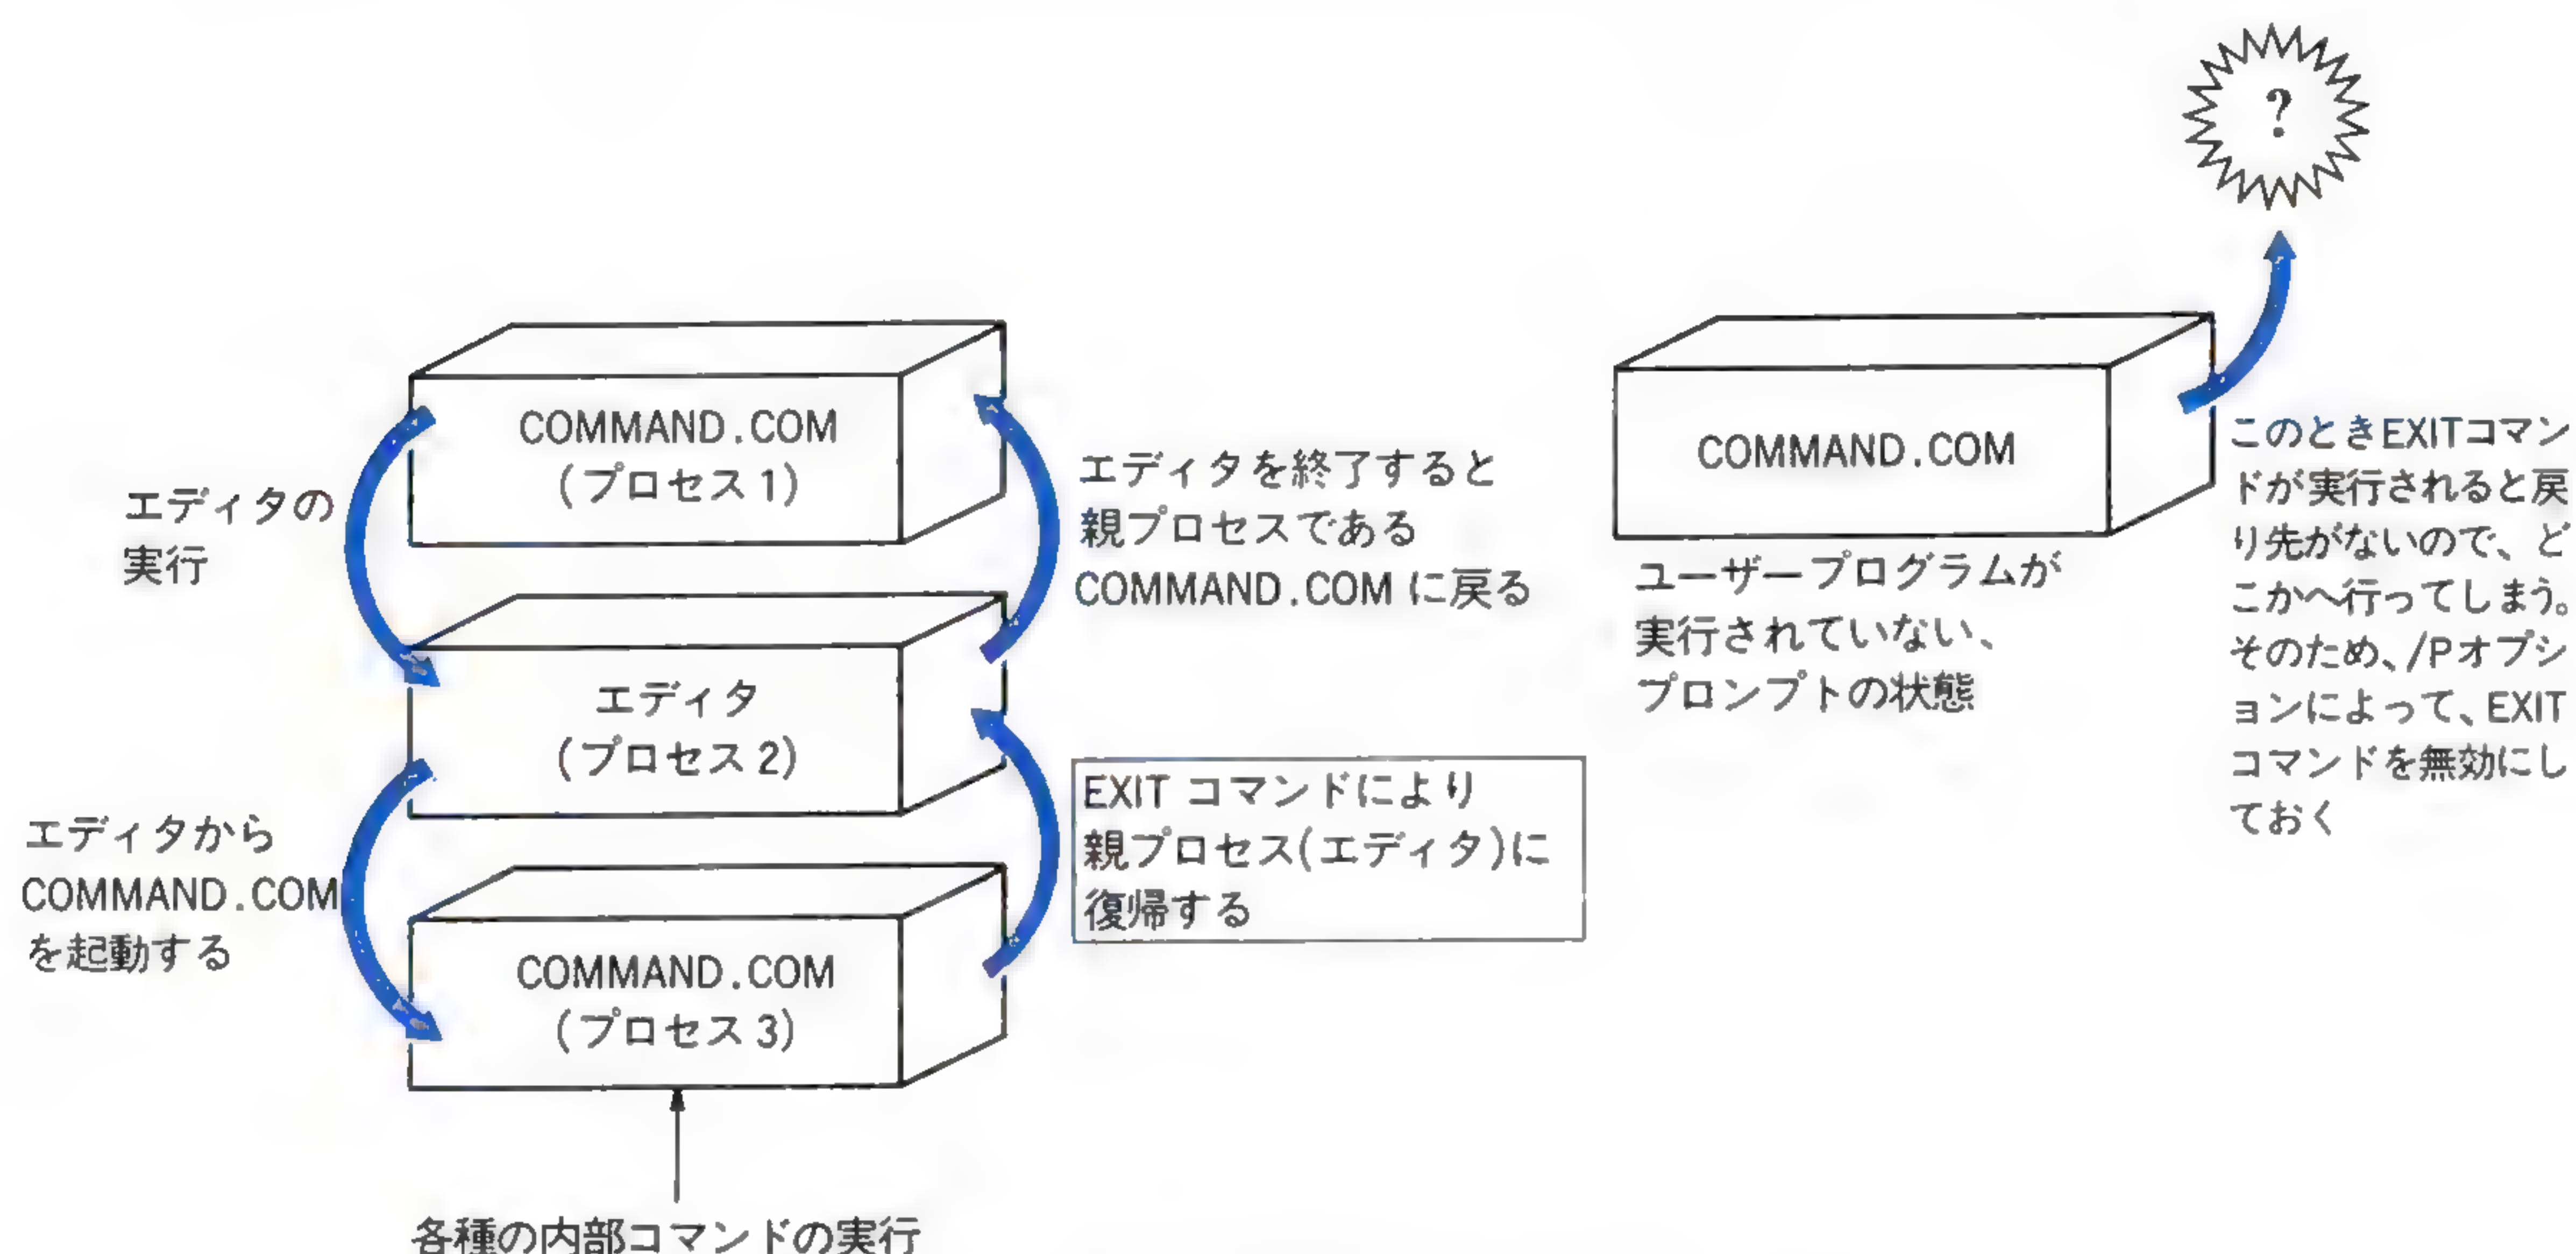 ?
COMMAND.COM
(プロセス1)
エディタの
実行
エディタを終了すると
親プロセスである
COMMAND.COM に戻る
エディタ
(プロセス2)
エディタから
COMMAND.COM
を起動する
EXIT コマンドにより
親プロセス(エディタ)に
復帰する
COMMAND.COM
(プロセス3)
各種の内部コマンドの実行
COMMAND.COM
ユーザープログラムが
実行されていない、
プロンプトの状態
このときEXITコマン
ドが実行されると戻
り先がないので、ど
こかへ行ってしまう。
そのため、/Pオプシ
ョンによって、EXIT
コマンドを無効にし
ておく